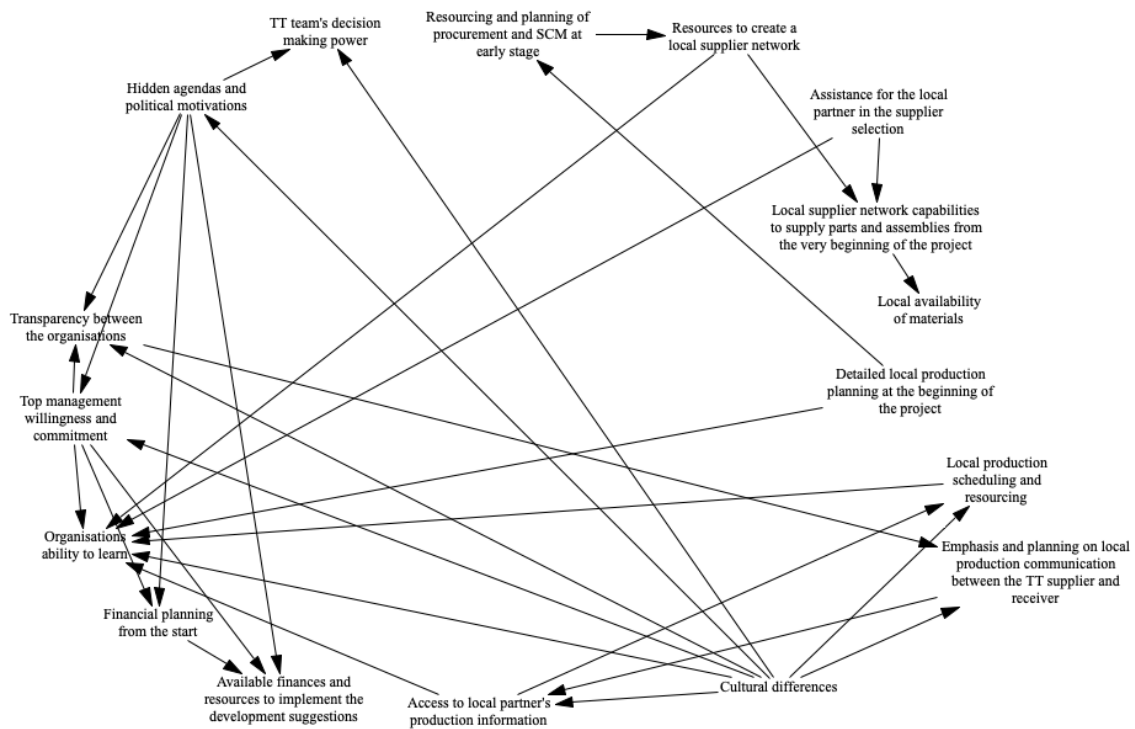 TT team's decision
making power
Resourcing and planning of
procurement and SCM at
early stage
Resources to create a
local supplier network
Hidden agendas and
political motivations
Assistance for the local
partner in the supplier
selection
Local supplier network capabilities
to supply parts and assemblies from
the very beginning of the project
Local availability
of materials
Transparency between
the organisations
Detailed local production
planning at the beginning of
the project
Top management
willingness and
commitment
Local production
scheduling and
resourcing
Organisations
ability to learn
Emphasis and planning on local
production communication
between the TT supplier and
receiver
Financial planning
from the start
Available finances and
resources to implement the
development suggestions
Access to local partner's
production information
Cultural differences